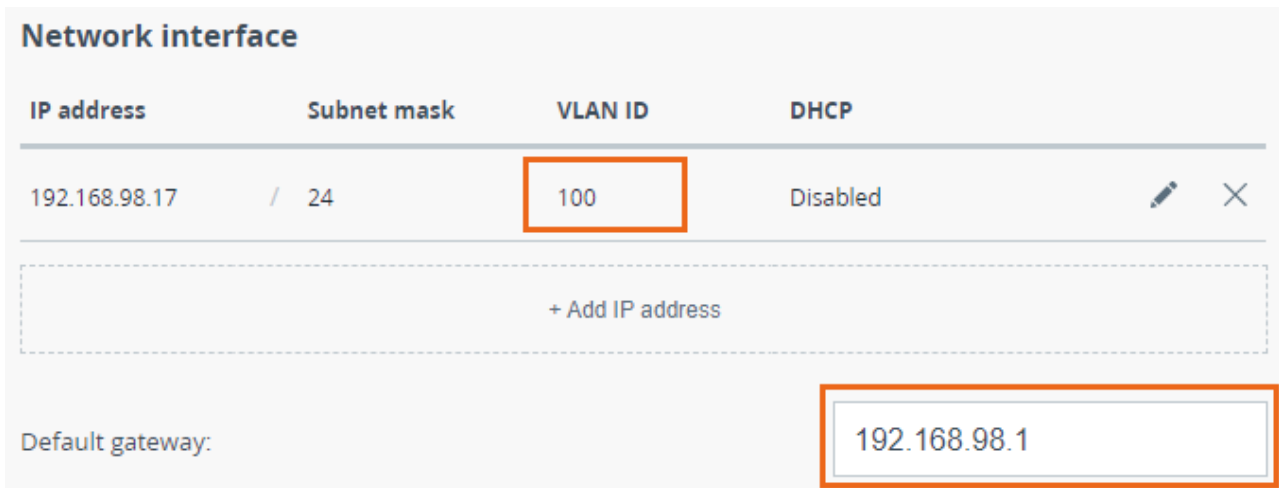 Network interface
IP address Subnet mask VLAN ID DHCP
192.168.98.17 / 24 100 Disabled
+ Add IP address
Default gateway: 192.168.98.1